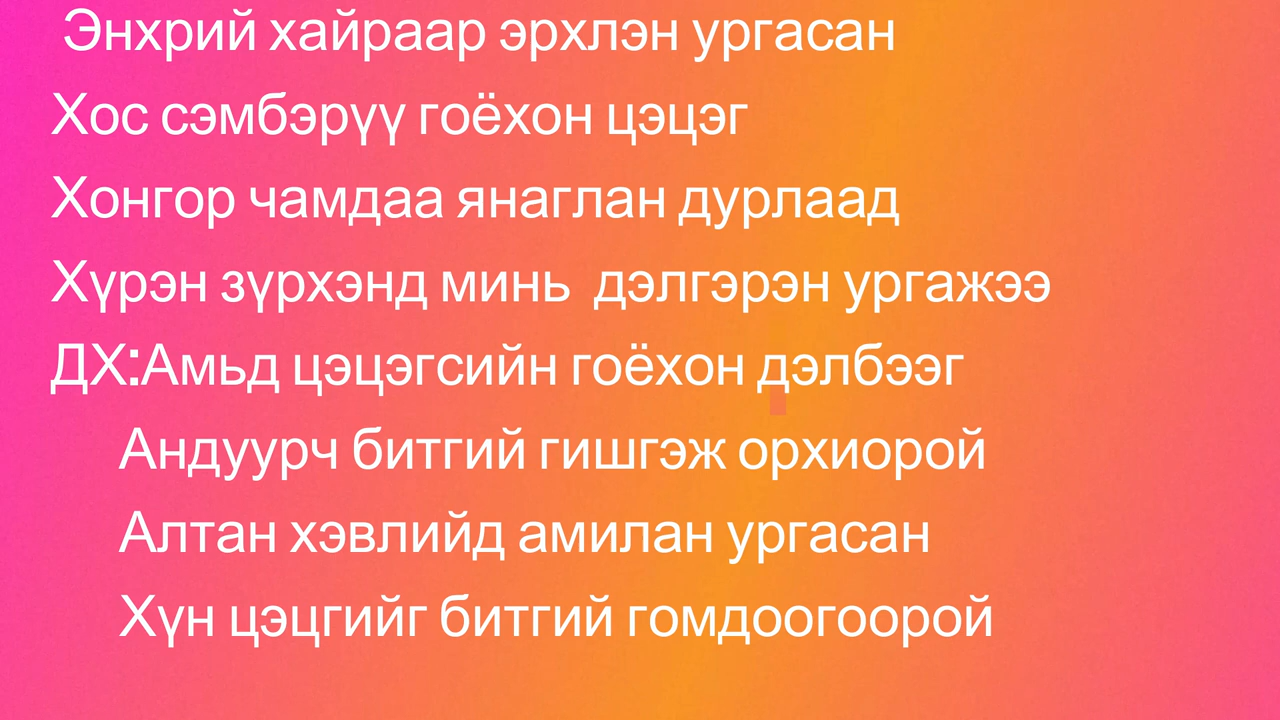 Энхрий хайраар эрхлэн ургасан
Хос сэмбэрүү гоёхон цэцэг
Хонгор чамдаа янаглан дурлаад
Хүрэн зүрхэнд минь  дэлгэрэн ургажээ
ДХ:Амьд цэцэгсийн гоёхон дэлбээг
Андуурч битгий гишгэж орхиорой
Алтан хэвлийд амилан ургасан
Хүн цэцгийг битгий гомдоогоорой